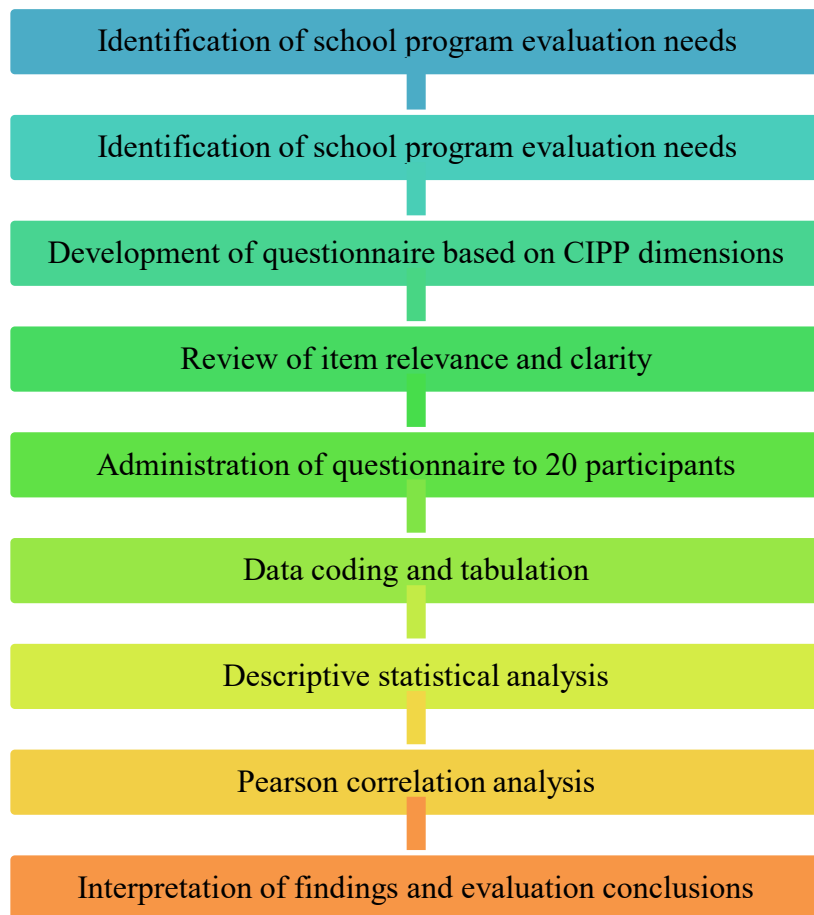 Identification of school program evaluation needs
Identification of school program evaluation needs
Development of questionnaire based on CIPP dimensions
Review of item relevance and clarity
Administration of questionnaire to 20 participants
Data coding and tabulation
Descriptive statistical analysis
Pearson correlation analysis
Interpretation of findings and evaluation conclusions